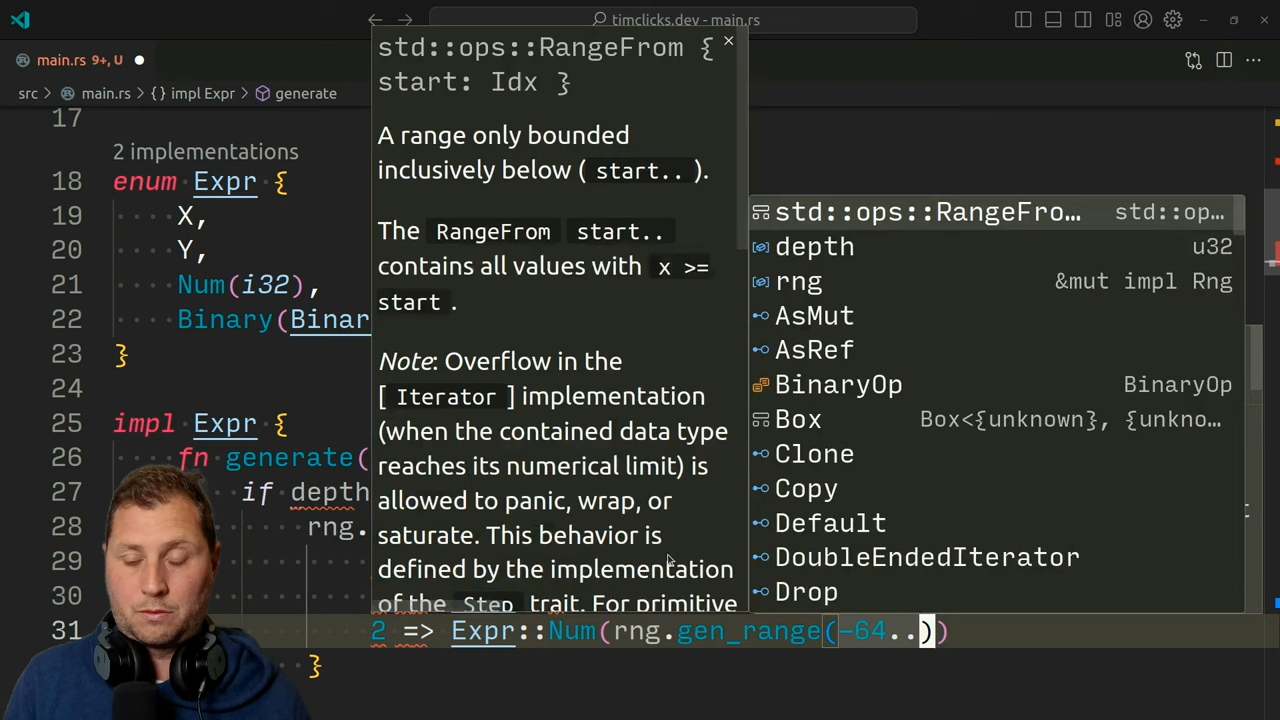 timclicks.dev - main.rs
main.rs 9+, U
src > main.rs > {} impl Expr > generate
17
2 implementations
18 enum Expr {
19 X,
20 Y,
21 Num(i32),
22 Binary(Binar
23 }
24
25 impl Expr {
26 fn generate(
27 if depth
28 rng.
29
30
31 2 => Expr::Num(rng.gen_range(-64..))
}
std::ops::RangeFrom {
start: Idx }
A range only bounded
inclusively below ( start.. ).
The RangeFrom start..
contains all values with x >=
start .
Note: Overflow in the
[ Iterator ] implementation
(when the contained data type
reaches its numerical limit) is
allowed to panic, wrap, or
saturate. This behavior is
defined by the implementation
of the Step trait. For primitive
std::ops::RangeFro… std::op…
depth u32
rng &mut impl Rng
AsMut
AsRef
BinaryOp BinaryOp
Box Box<{unknown}, {unkno…
Clone
Copy
Default
DoubleEndedIterator
Drop